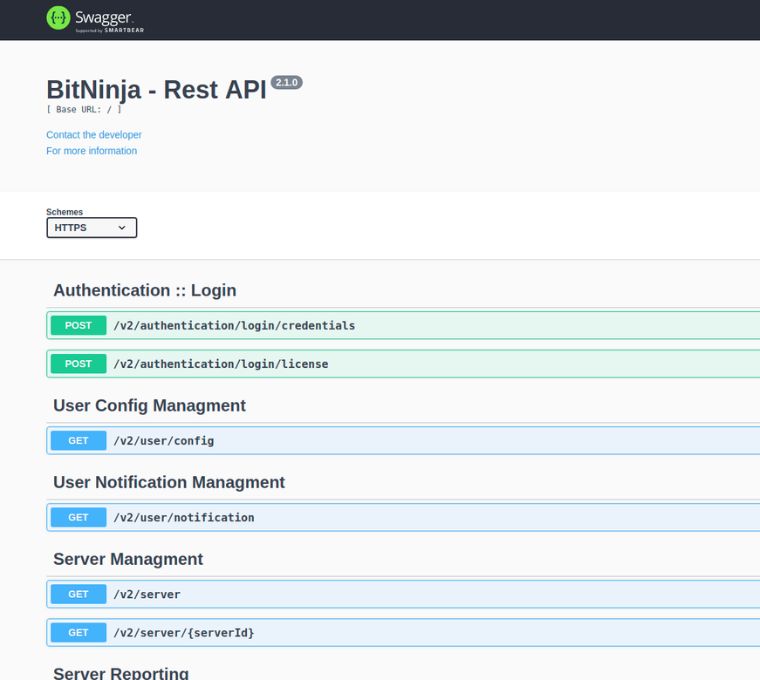 Swagger.
Supported by SMARTBEAR
BitNinja - Rest API 2.1.0
[ Base URL: / ]
Contact the developer
For more information
Schemes
HTTPS
Authentication :: Login
POST /v2/authentication/login/credentials
POST /v2/authentication/login/license
User Config Managment
GET /v2/user/config
User Notification Managment
GET /v2/user/notification
Server Managment
GET /v2/server
GET /v2/server/{serverId}
Server Reporting